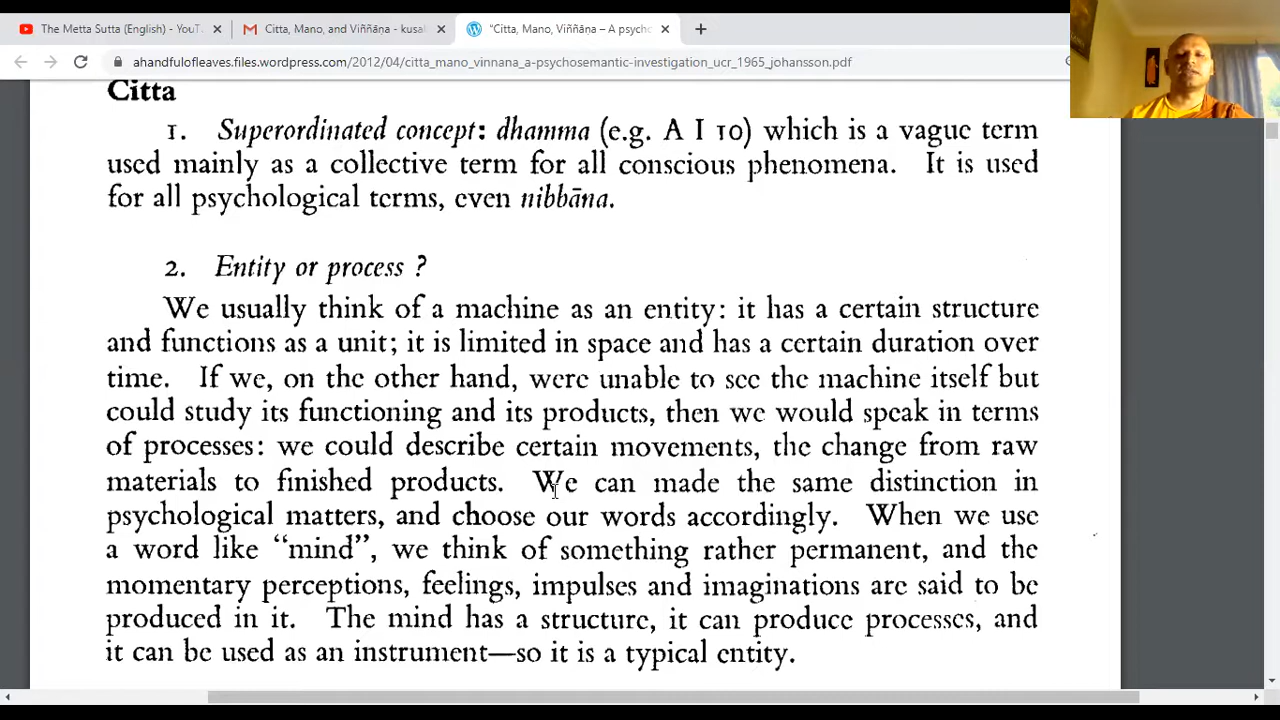 The Metta Sutta (English) - YouT
Citta, Mano, and Viññāṇa - kusal
"Citta, Mano, Viññāṇa – A psycho
ahandfulofleaves.files.wordpress.com/2012/04/citta_mano_vinnana_a-psychosemantic-investigation_ucr_1965_johansson.pdf
Citta
1. Superordinated concept: dhamma (e.g. A I 10) which is a vague term
used mainly as a collective term for all conscious phenomena. It is used
for all psychological terms, even nibbāna.
2. Entity or process ?
We usually think of a machine as an entity: it has a certain structure
and functions as a unit; it is limited in space and has a certain duration over
time. If we, on the other hand, were unable to see the machine itself but
could study its functioning and its products, then we would speak in terms
of processes: we could describe certain movements, the change from raw
materials to finished products. We can made the same distinction in
psychological matters, and choose our words accordingly. When we use
a word like "mind", we think of something rather permanent, and the
momentary perceptions, feelings, impulses and imaginations are said to be
produced in it. The mind has a structure, it can produce processes, and
it can be used as an instrument—so it is a typical entity.